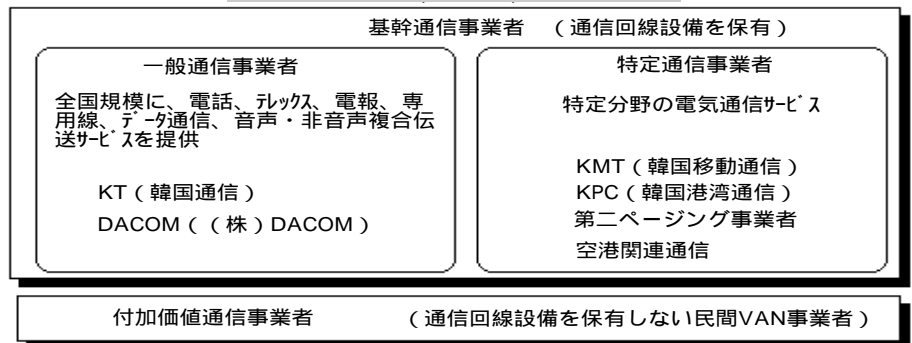 基幹通信事業者　（通信回線設備を保有）
一般通信事業者
全国規模に、電話、ﾃﾚｯｸｽ、電報、専
用線、ﾃﾞｰﾀ通信、音声・非音声複合伝
送ｻｰﾋﾞｽを提供
KT（韓国通信）
DACOM（（株）DACOM）
特定通信事業者
特定分野の電気通信ｻｰﾋﾞｽ
KMT（韓国移動通信）
KPC（韓国港湾通信）
第二ページング事業者
空港関連通信
付加価値通信事業者　（通信回線設備を保有しない民間VAN事業者）